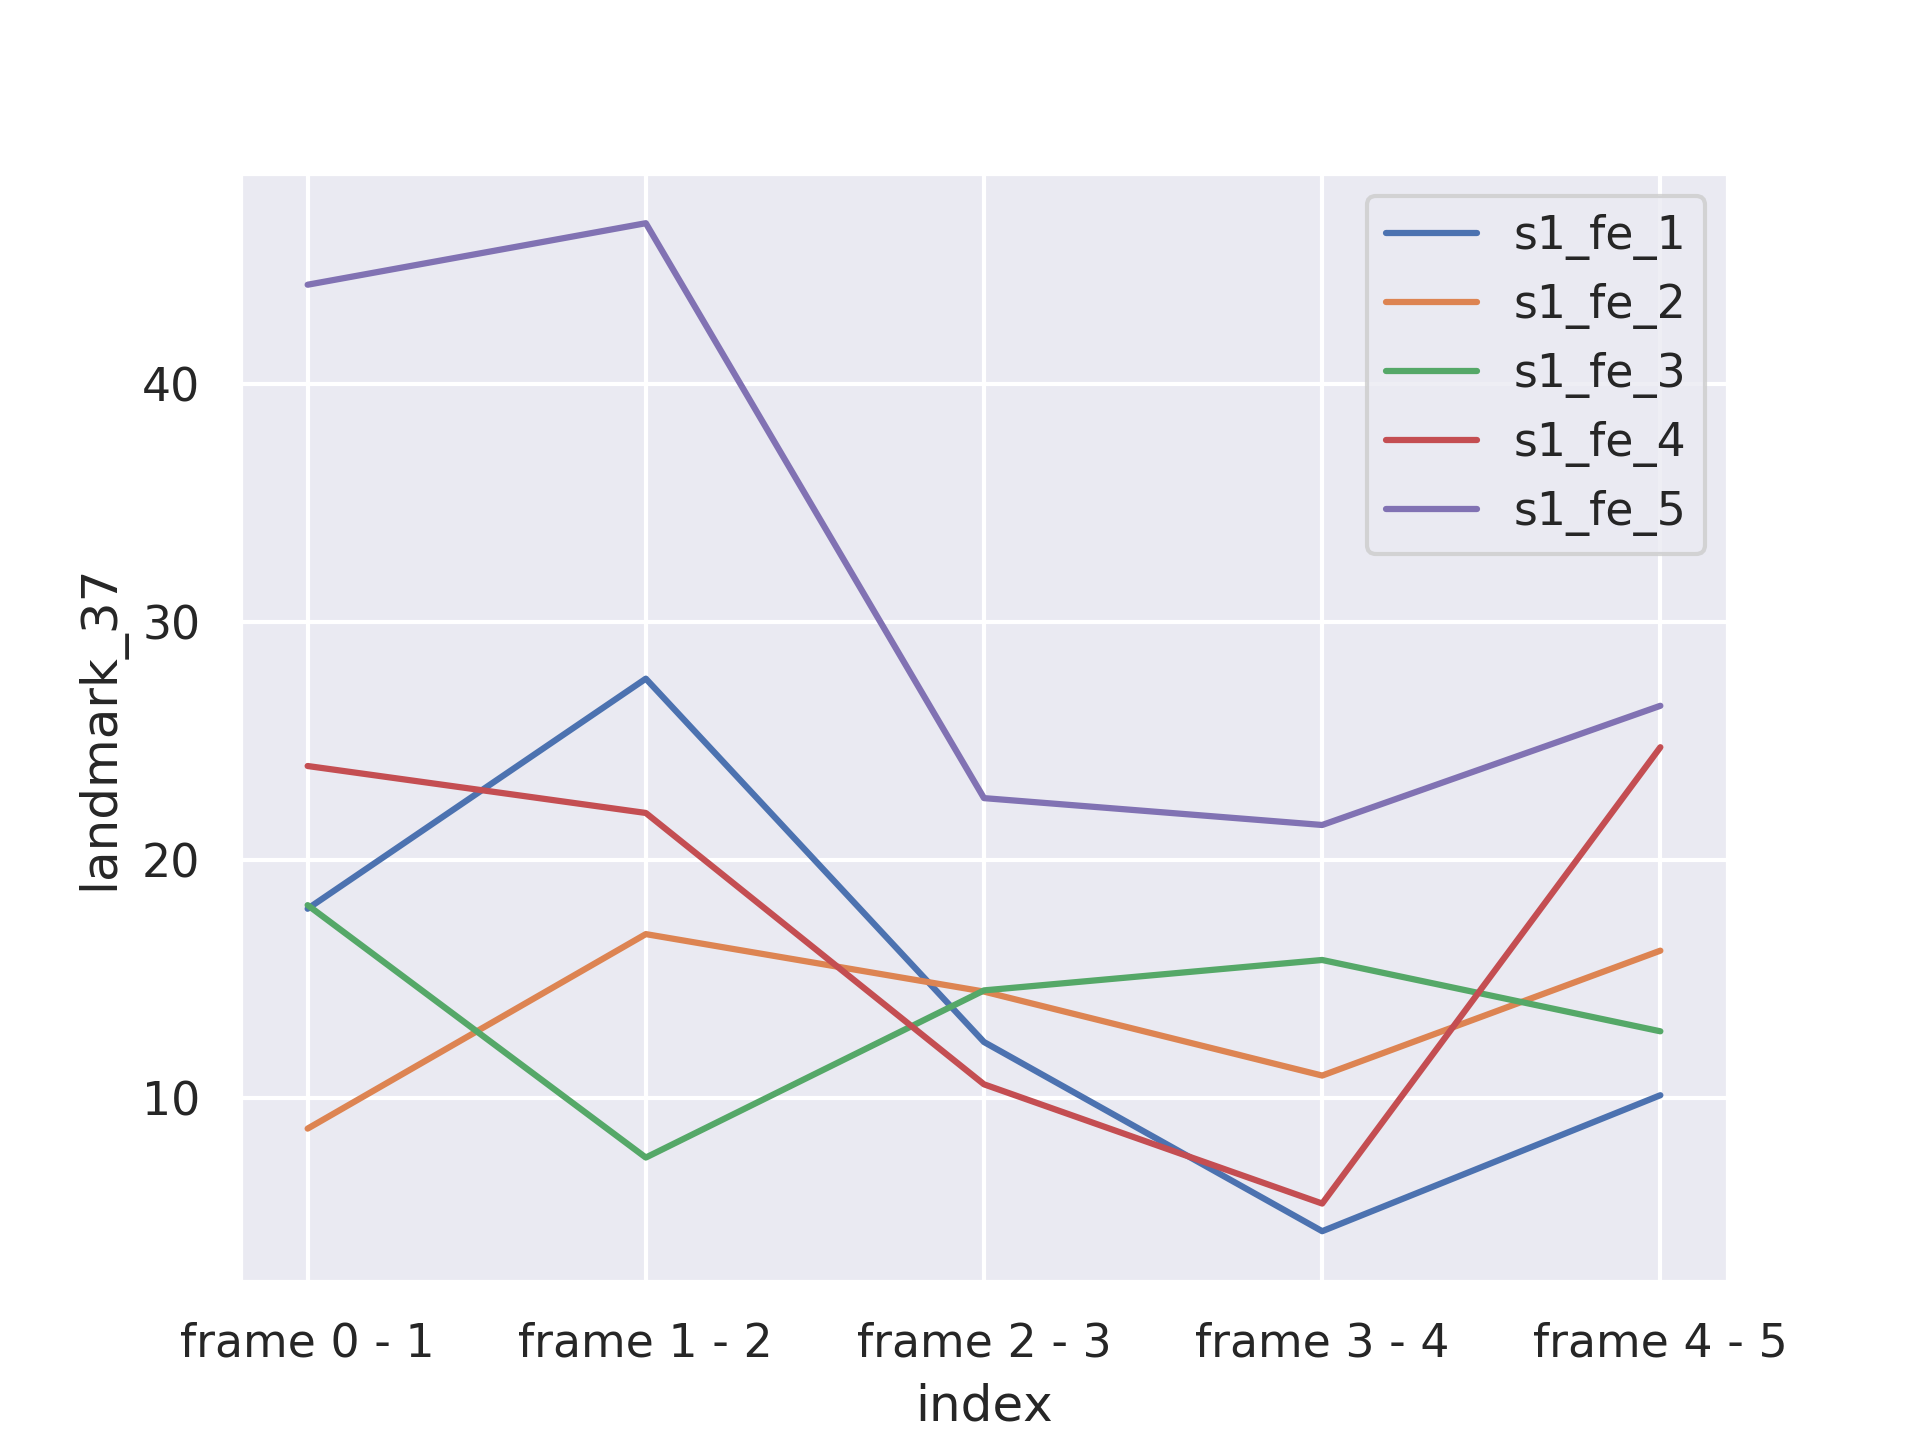 s1_fe_1
s1_fe_2
s1_fe_3
s1_fe_4
s1_fe_5
landmark_37
40
30
20
10
frame 0 - 1
frame 1 - 2
frame 2 - 3
frame 3 - 4
frame 4 - 5
index